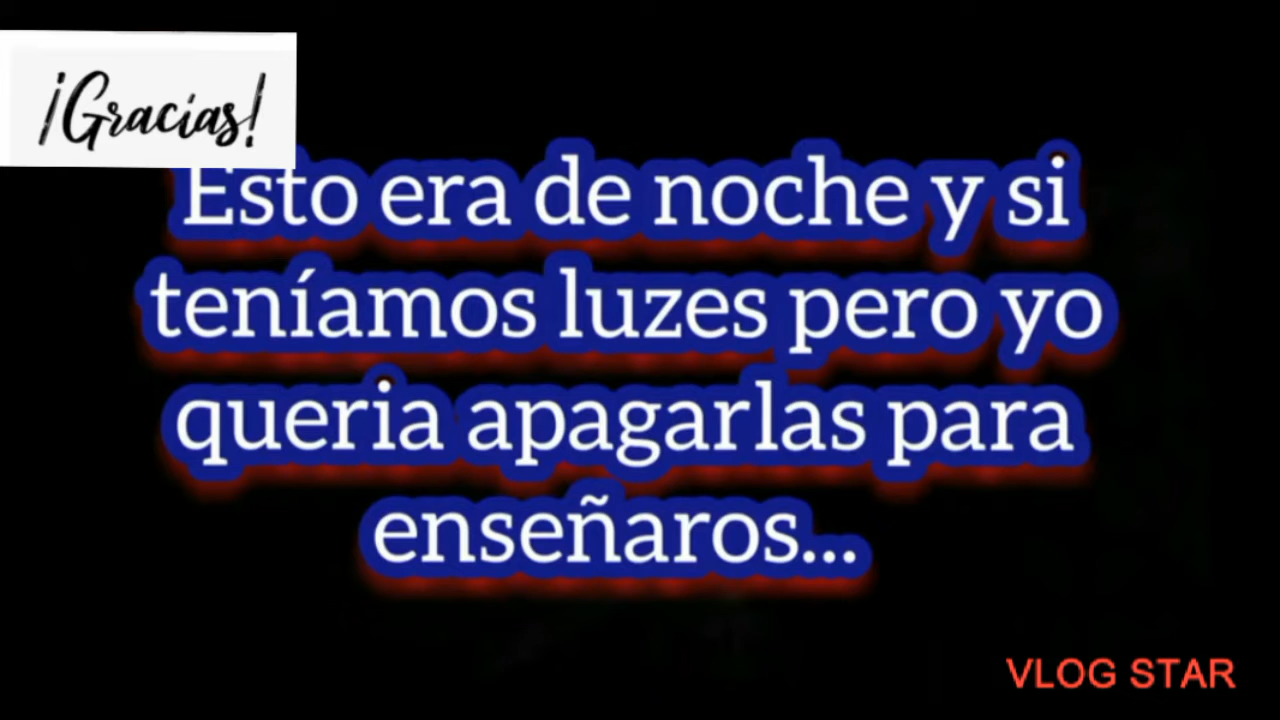 ¡Gracias!
Esto era de noche y si
teníamos luzes pero yo
queria apagarlas para
enseñaros...
VLOG STAR